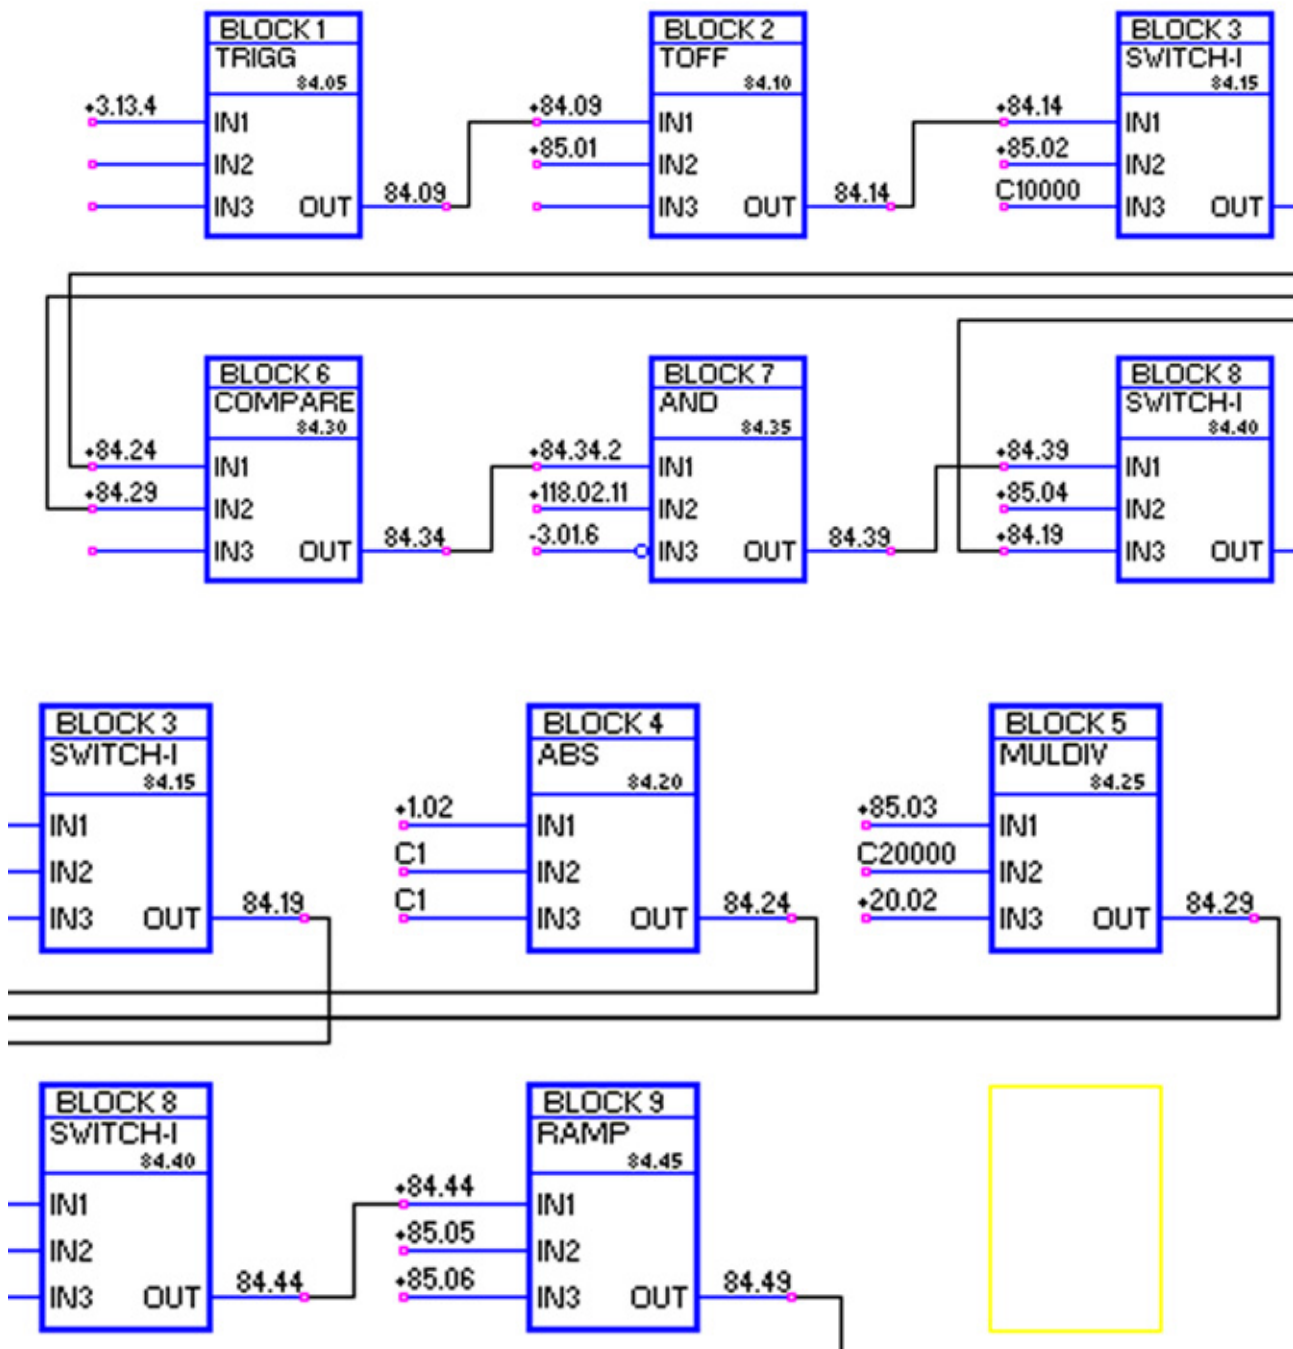 BLOCK 1
TRIGG
84.05
+3.13.4
IN1
IN2
IN3 OUT
84.09
BLOCK 2
TOFF
84.10
+84.09
IN1
+85.01
IN2
IN3 OUT
84.14
BLOCK 3
SWITCH-I
84.15
+84.14
IN1
+85.02
IN2
C10000
IN3 OUT
BLOCK 6
COMPARE
84.30
+84.24
IN1
+84.29
IN2
IN3 OUT
84.34
BLOCK 7
AND
84.35
+84.34.2
IN1
+118.02.11
IN2
-3.01.6
IN3 OUT
84.39
BLOCK 8
SWITCH-I
84.40
+84.39
IN1
+85.04
IN2
+84.19
IN3 OUT
BLOCK 3
SWITCH-I
84.15
IN1
IN2
IN3 OUT
84.19
BLOCK 4
ABS
84.20
+1.02
IN1
C1
IN2
C1
IN3 OUT
84.24
BLOCK 5
MULDIV
84.25
+85.03
IN1
C20000
IN2
+20.02
IN3 OUT
84.29
BLOCK 8
SWITCH-I
84.40
IN1
IN2
IN3 OUT
84.44
BLOCK 9
RAMP
84.45
+84.44
IN1
+85.05
IN2
+85.06
IN3 OUT
84.49